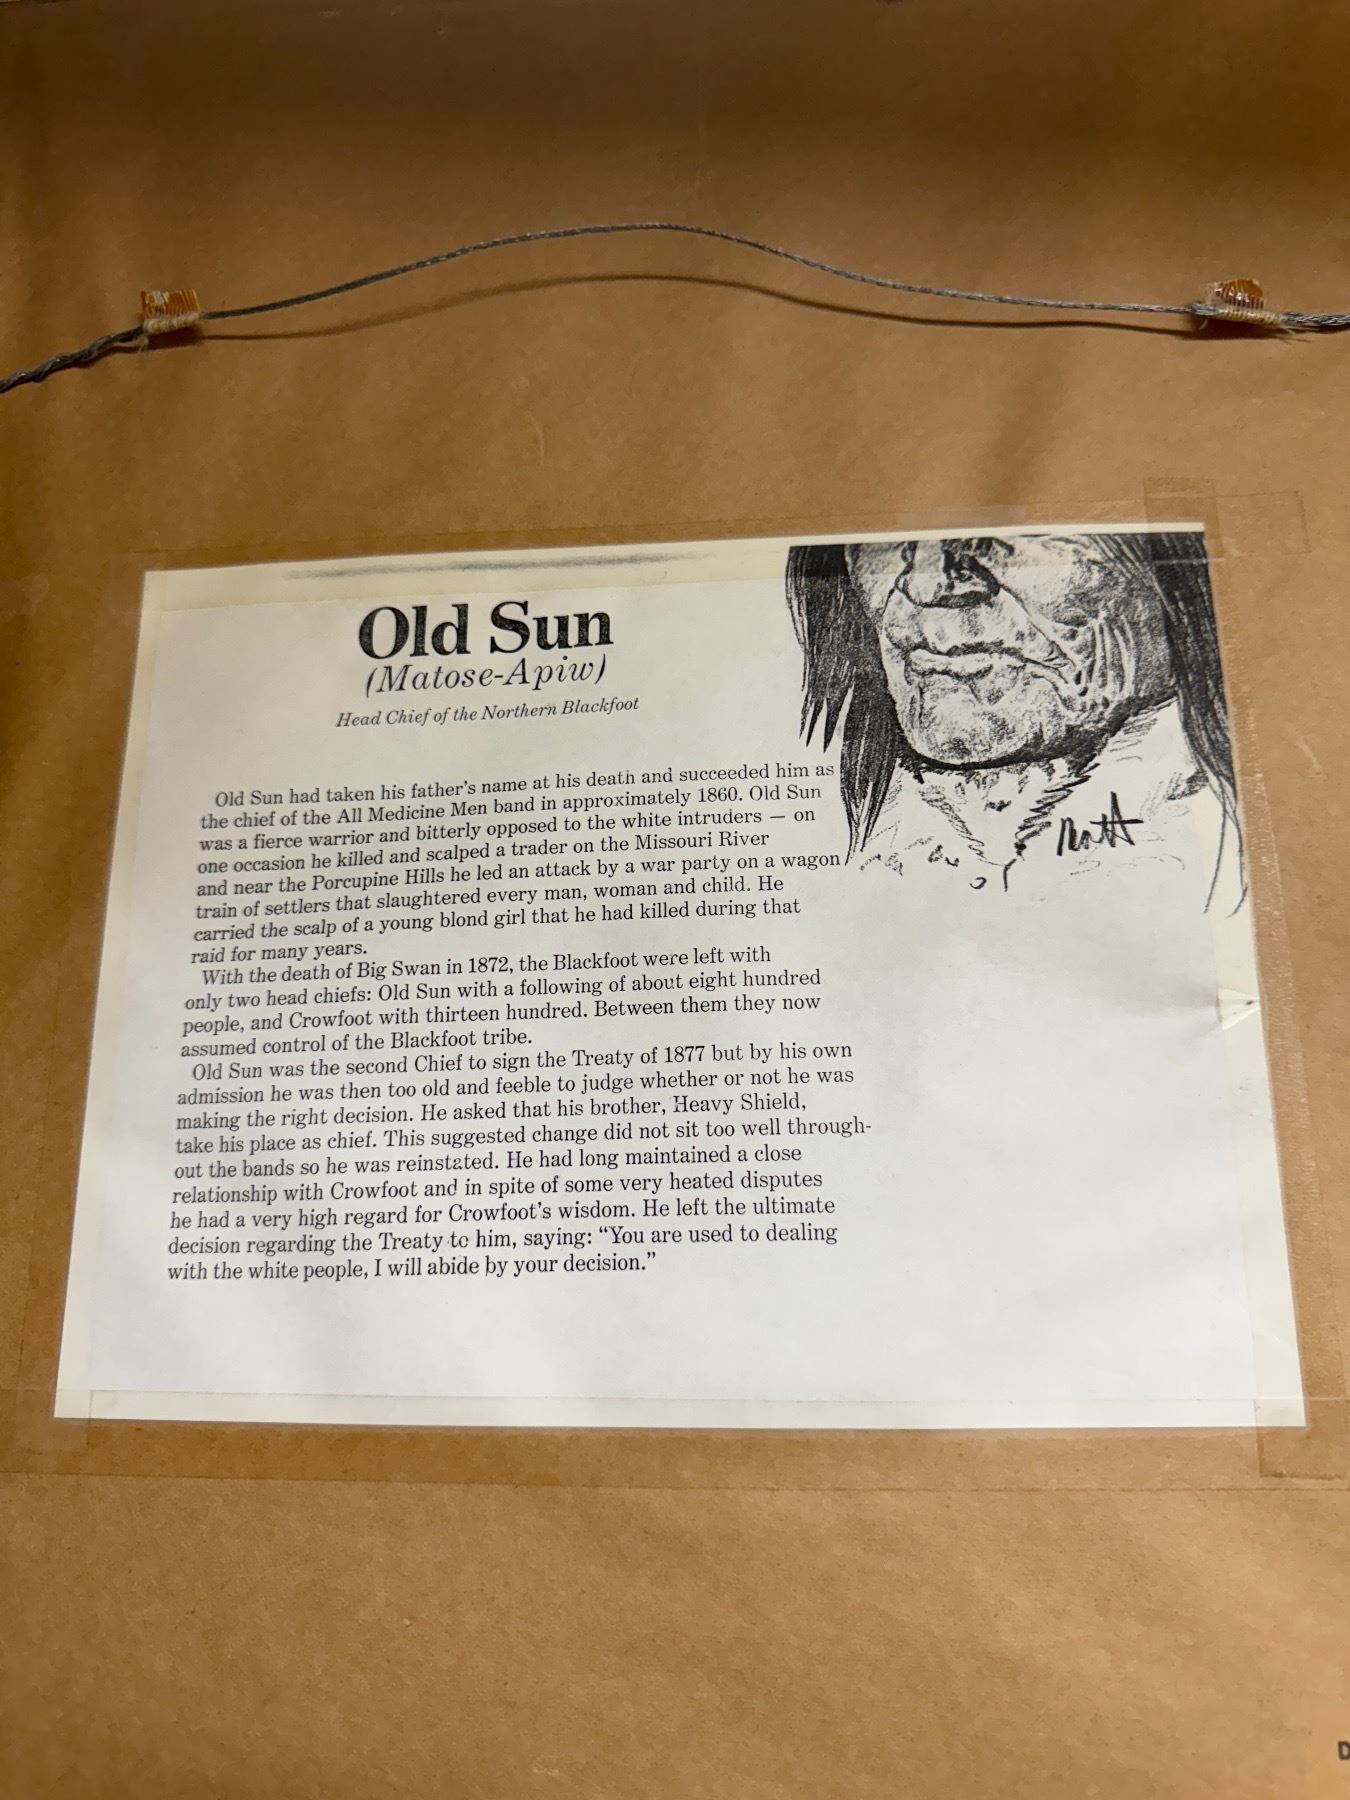 Old Sun
(Matose-Apiw)
Head Chief of the Northern Blackfoot
Old Sun had taken his father's name at his death and succeeded him as
the chief of the All Medicine Men band in approximately 1860. Old Sun
was a fierce warrior and bitterly opposed to the white intruders — on
one occasion he killed and scalped a trader on the Missouri River
and near the Porcupine Hills he led an attack by a war party on a wagon
train of settlers that slaughtered every man, woman and child. He
carried the scalp of a young blond girl that he had killed during that
raid for many years.
With the death of Big Swan in 1872, the Blackfoot were left with
only two head chiefs: Old Sun with a following of about eight hundred
people, and Crowfoot with thirteen hundred. Between them they now
assumed control of the Blackfoot tribe.
Old Sun was the second Chief to sign the Treaty of 1877 but by his own
admission he was then too old and feeble to judge whether or not he was
making the right decision. He asked that his brother, Heavy Shield,
take his place as chief. This suggested change did not sit too well through-
out the bands so he was reinstated. He had long maintained a close
relationship with Crowfoot and in spite of some very heated disputes
he had a very high regard for Crowfoot's wisdom. He left the ultimate
decision regarding the Treaty to him, saying: “You are used to dealing
with the white people, I will abide by your decision.”
D